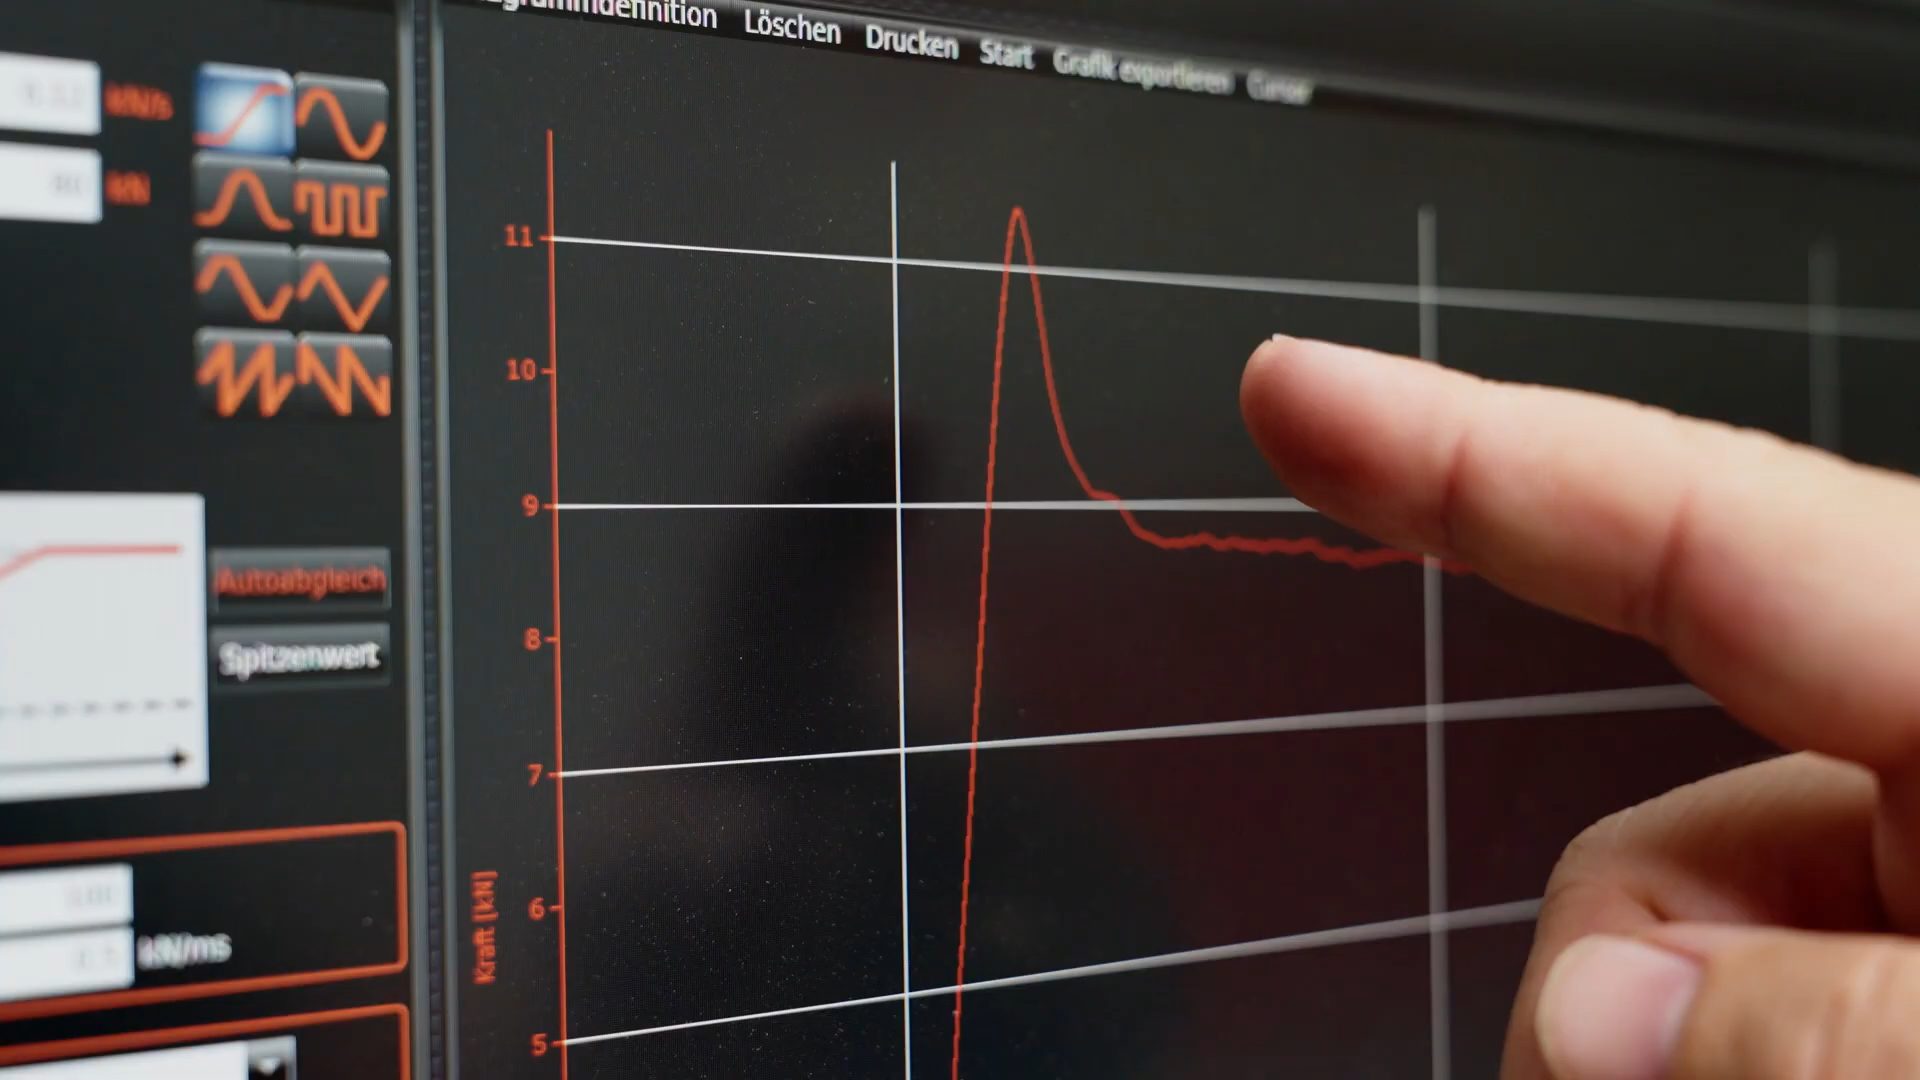 Löschen Drucken Start Grafik exportieren Cursor
kN/s
kN
11
10
9
8
7
6
5
Kraft [kN]
Autoabgleich
Spitzenwert
kN/ms